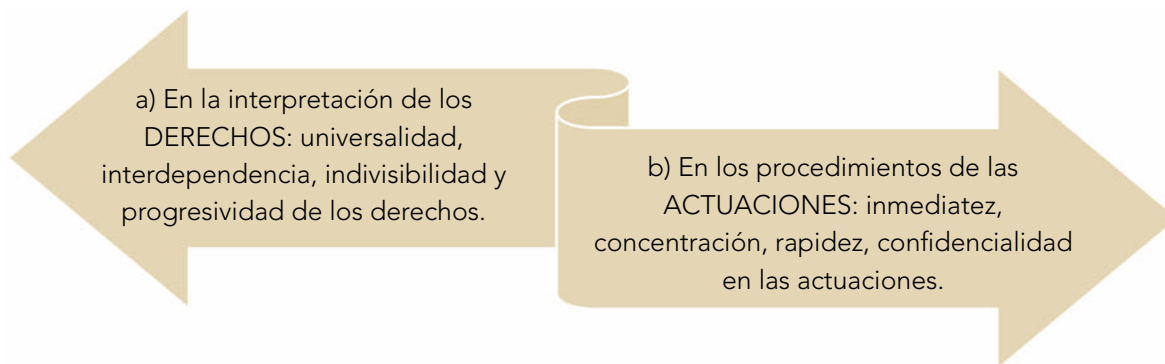 a) En la interpretación de los
DERECHOS: universalidad,
interdependencia, indivisibilidad y
progresividad de los derechos.
b) En los procedimientos de las
ACTUACIONES: inmediatez,
concentración, rapidez, confidencialidad
en las actuaciones.